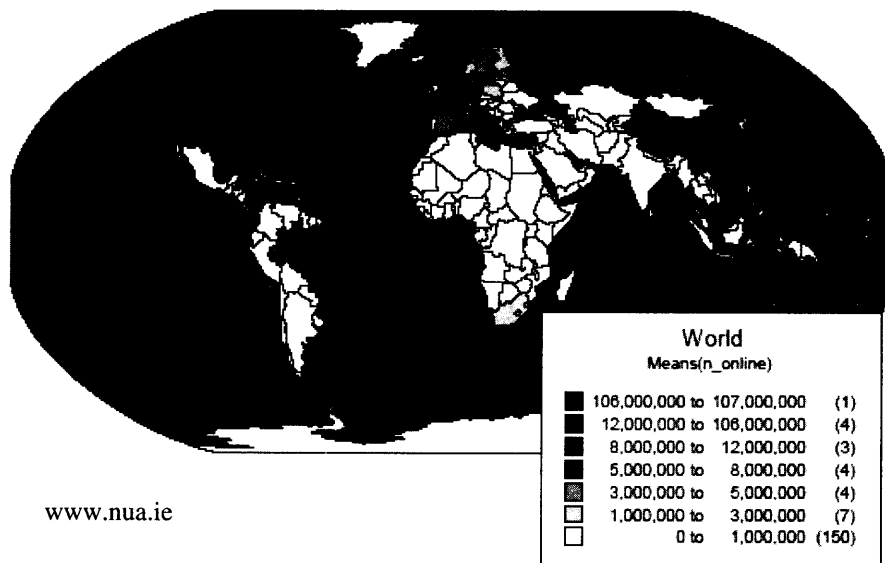 World
Means(n_online)
106,000,000 to 107,000,000 (1)
12,000,000 to 106,000,000 (4)
8,000,000 to 12,000,000 (3)
5,000,000 to 8,000,000 (4)
3,000,000 to 5,000,000 (4)
1,000,000 to 3,000,000 (7)
0 to 1,000,000 (150)
www.nua.ie